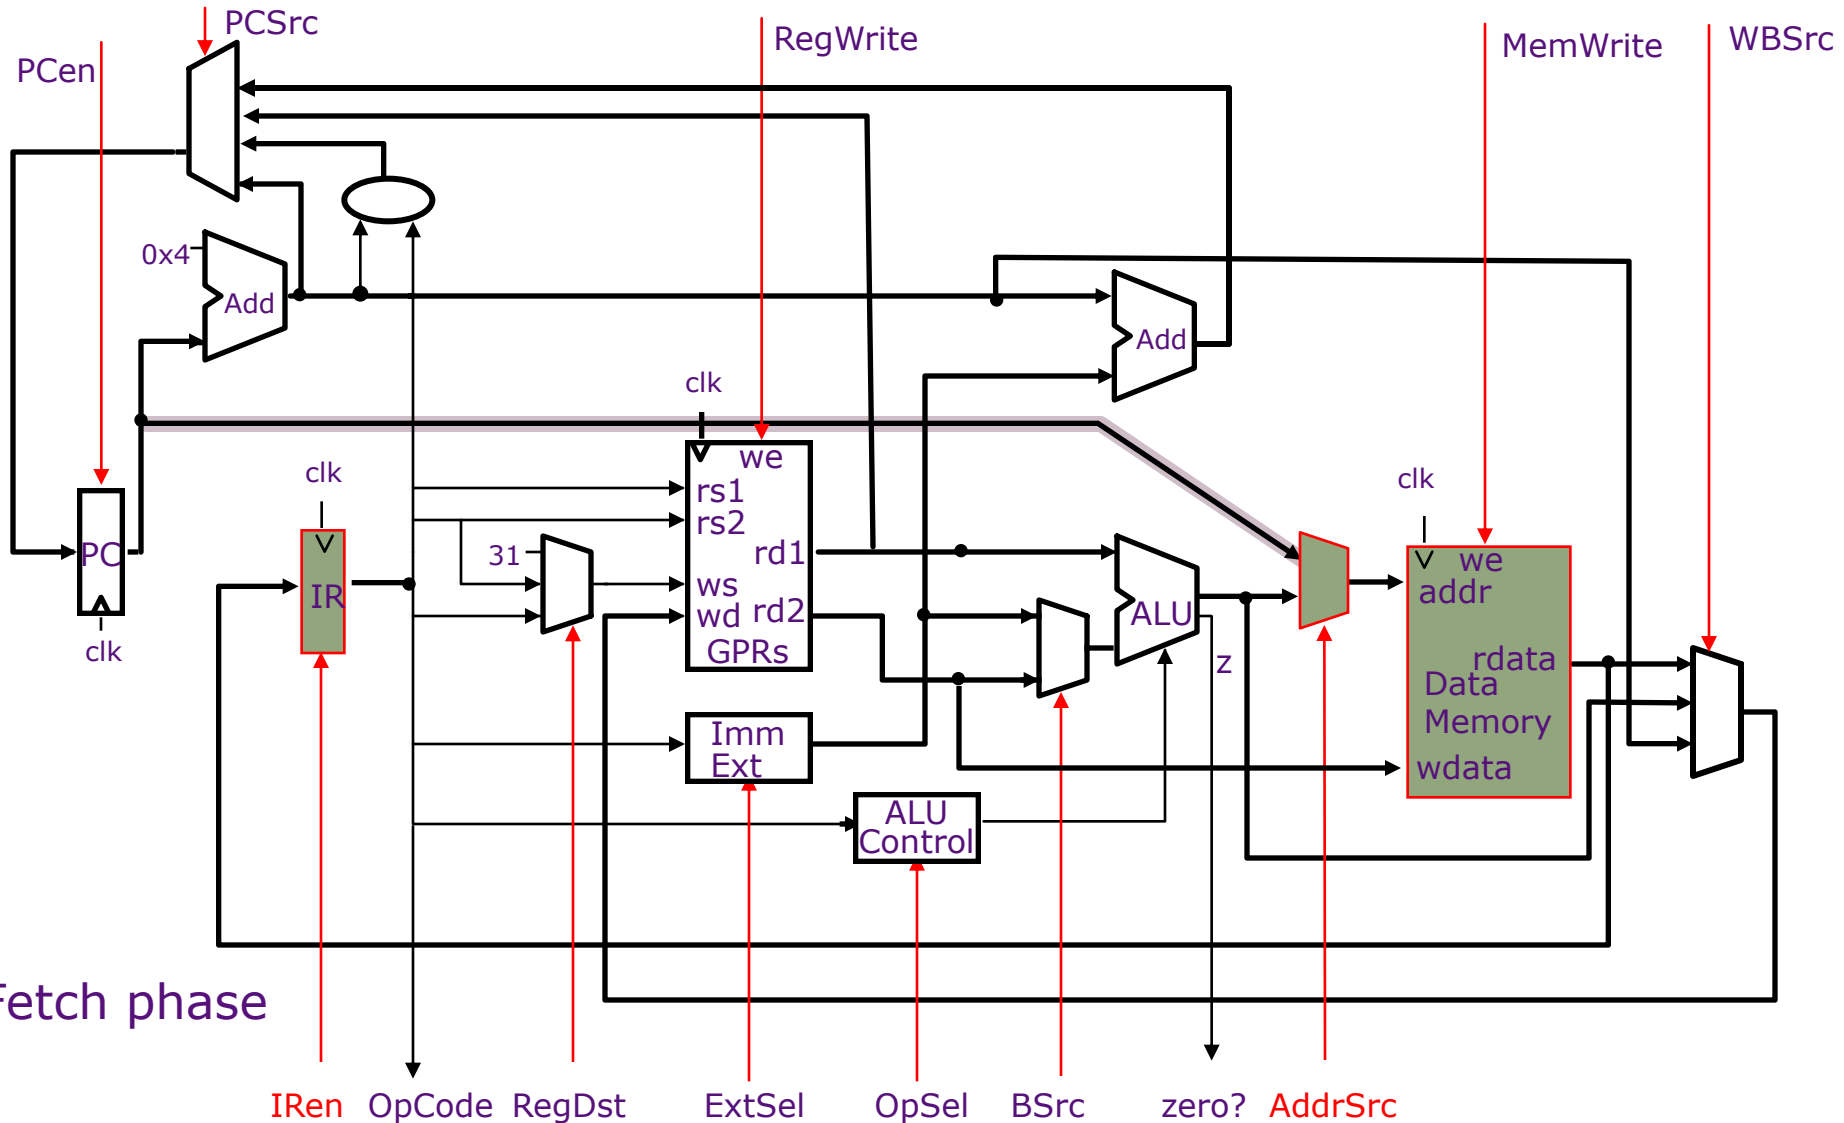 PCSrc
RegWrite
MemWrite
WBSrc
PCen
0x4
Add
Add
clk
clk
clk
we
rs1
rs2
rd1
31
ws
wd
rd2
GPRs
PC
IR
clk
ALU
z
we
addr
rdata
Data
Memory
wdata
Imm
Ext
ALU
Control
Fetch phase
IRen OpCode RegDst ExtSel OpSel BSrc zero? AddrSrc